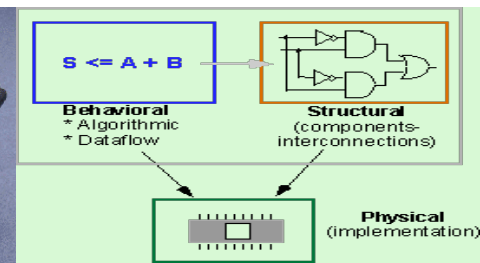 S <= A + B
Behavioral
* Algorithmic
* Dataflow
Structural
(components-
interconnections)
Physical
(implementation)